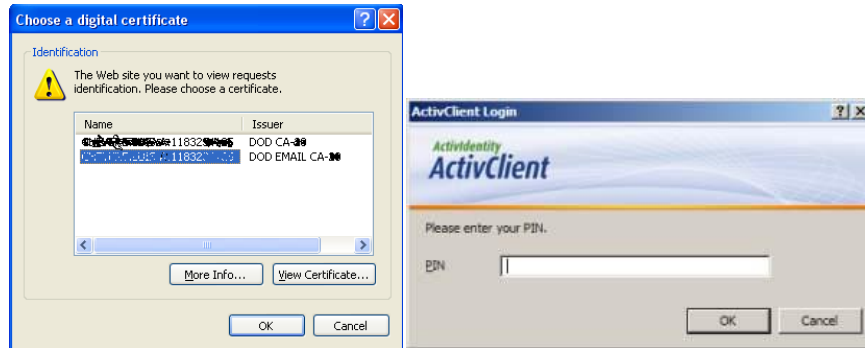 Choose a digital certificate
Identification
The Web site you want to view requests
identification. Please choose a certificate.
Name Issuer
118329 DOD CA-
11832 DOD EMAIL CA-
More Info... View Certificate...
OK Cancel
ActivClient Login
ActivIdentity
ActivClient
Please enter your PIN.
PIN
OK Cancel